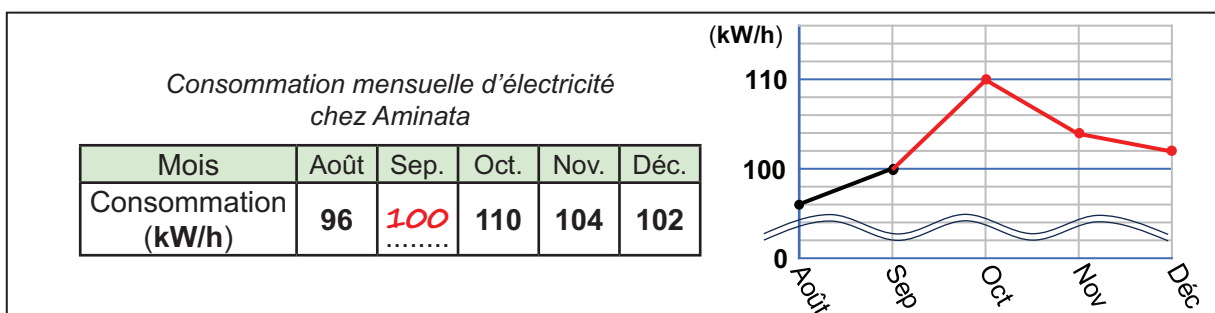 Consommation mensuelle d'électricité
chez Aminata
Mois Août Sep. Oct. Nov. Déc.
Consommation
(kW/h) 96 100 110 104 102
........
(kW/h)
110
100
0
Août Sep Oct Nov Déc